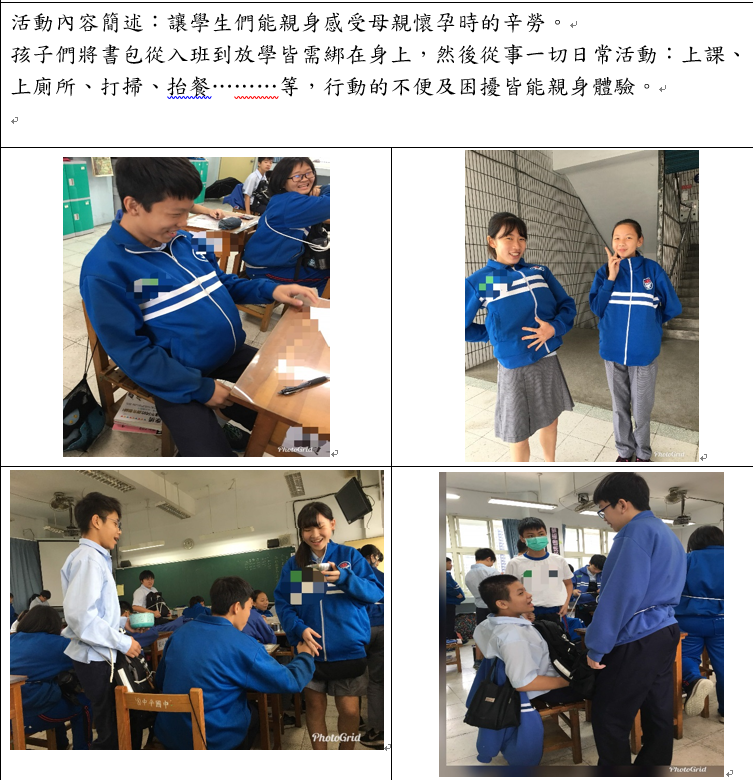 活動內容簡述：讓學生們能親身感受母親懷孕時的辛勞。
孩子們將書包從入班到放學皆需綁在身上，然後從事一切日常活動：上課、
上廁所、打掃、抬餐………等，行動的不便及困擾皆能親身體驗。
PhotoGrid
PhotoGrid
PhotoGrid
PhotoGrid